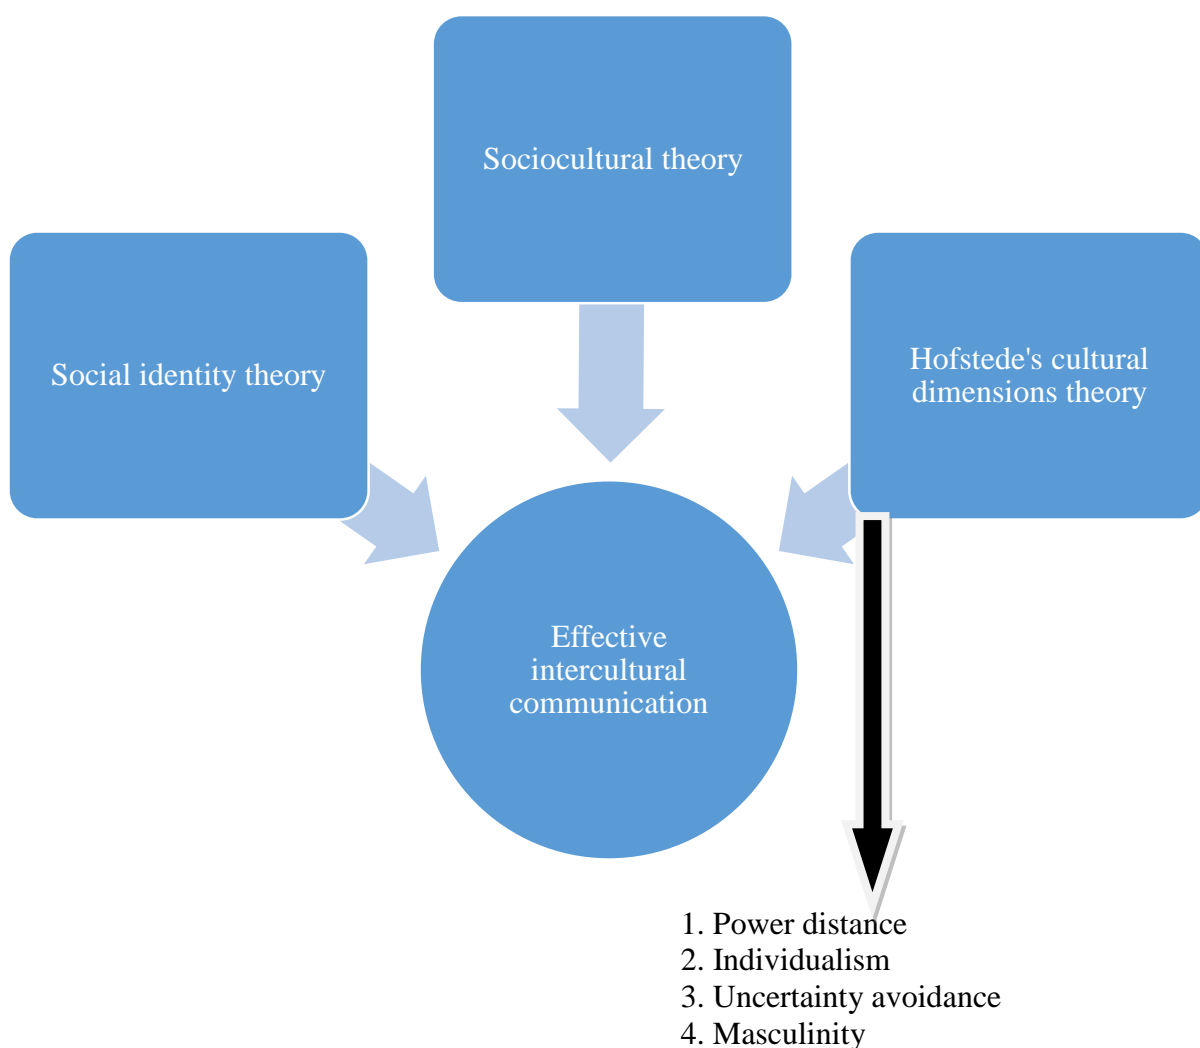 Sociocultural theory
Social identity theory
Hofstede's cultural
dimensions theory
Effective
intercultural
communication
1. Power distance
2. Individualism
3. Uncertainty avoidance
4. Masculinity